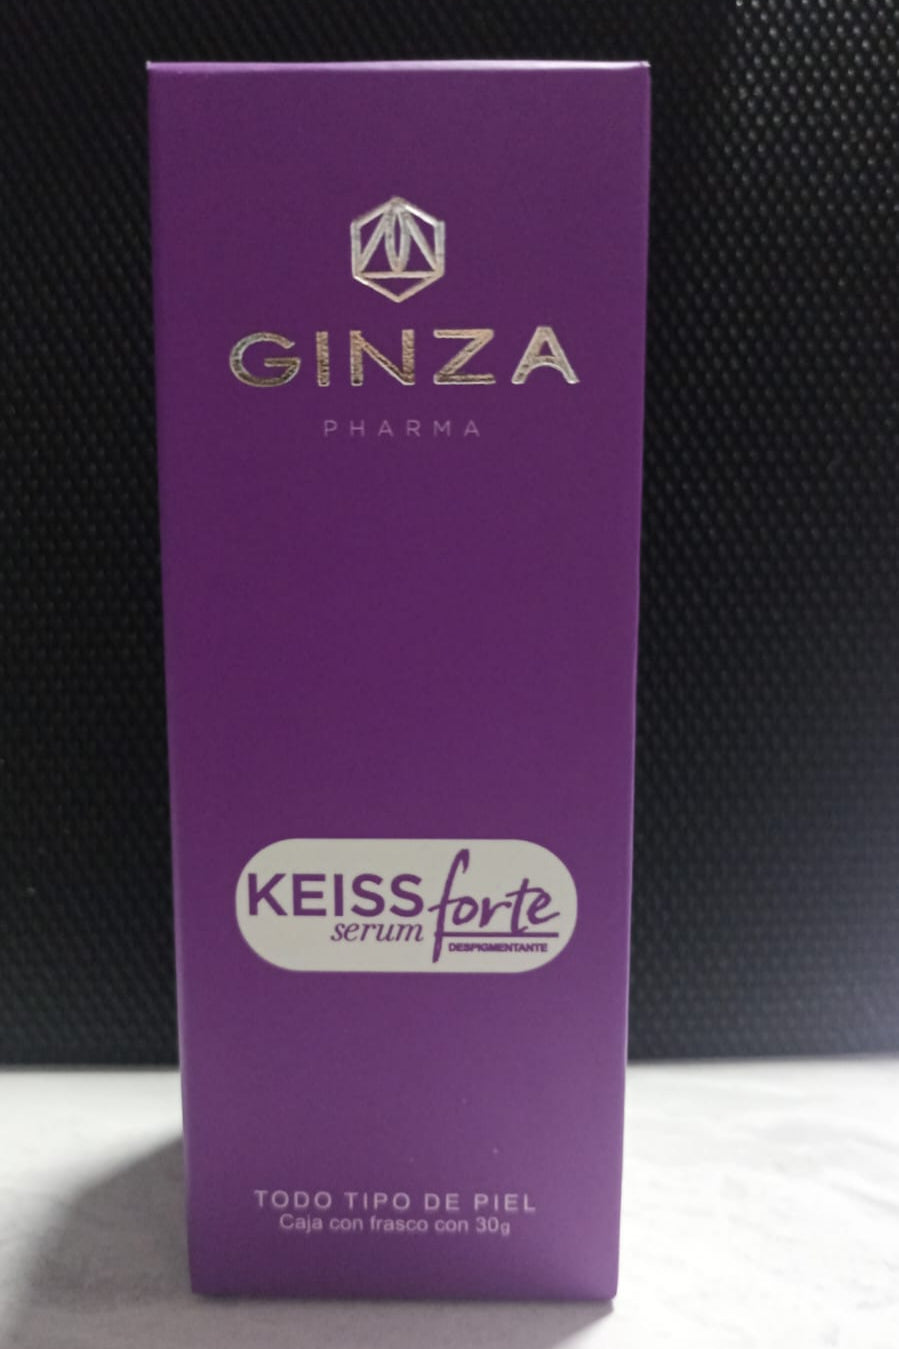 GINZA
PHARMA
KEISS forte
serum
DESPIGMENTANTE
TODO TIPO DE PIEL
Caja con frasco con 30g